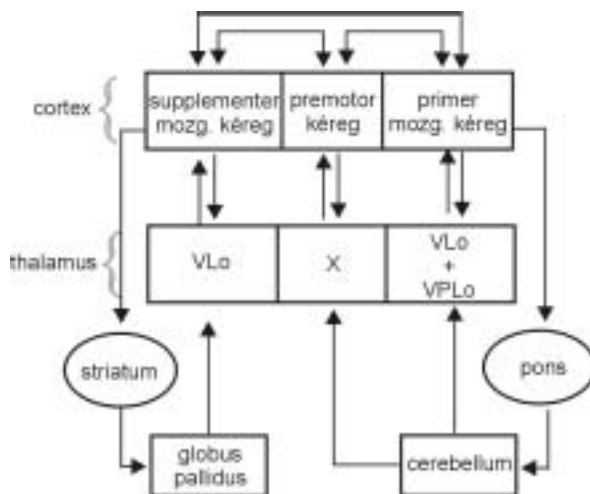 cortex
supplementer
mozg. kéreg
premotor
kéreg
primer
mozg. kéreg
thalamus
VLo
X
VLo
+
VPLo
striatum
pons
globus
pallidus
cerebellum